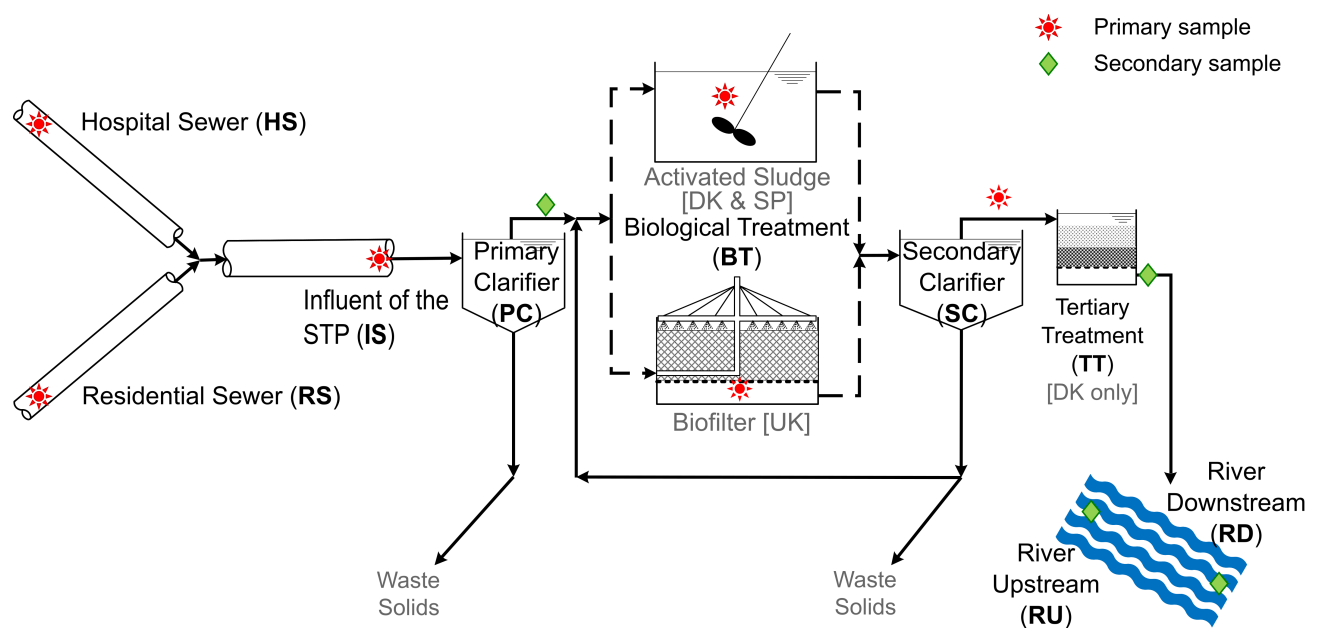 Primary sample
Secondary sample
Hospital Sewer (HS)
Activated Sludge
[DK & SP]
Biological Treatment
(BT)
Primary
Clarifier
(PC)
Secondary
Clarifier
(SC)
Influent of the
STP (IS)
Tertiary
Treatment
(TT)
[DK only]
Residential Sewer (RS)
Biofilter [UK]
River
Downstream
(RD)
River
Upstream
(RU)
Waste
Solids
Waste
Solids